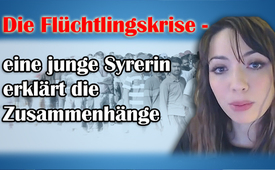 Die Flüchtlingskrise -
eine junge Syrerin
erklärt die
Zusammenhänge